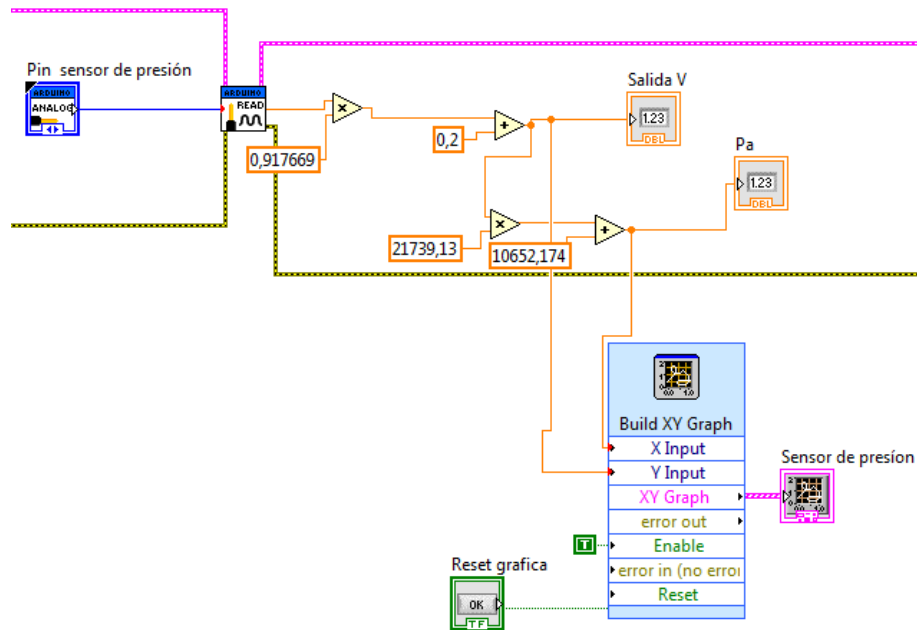 Pin sensor de presión
ARDUINO
ANALOG
ARDUINO
READ
0,917669
0,2
Salida V
1.23
DBL
Pa
1.23
DBL
21739,13
10652,174
Build XY Graph
X Input
Y Input
XY Graph
error out
Enable
error in (no erro
Reset
T
Sensor de presíon
Reset grafica
OK
TF